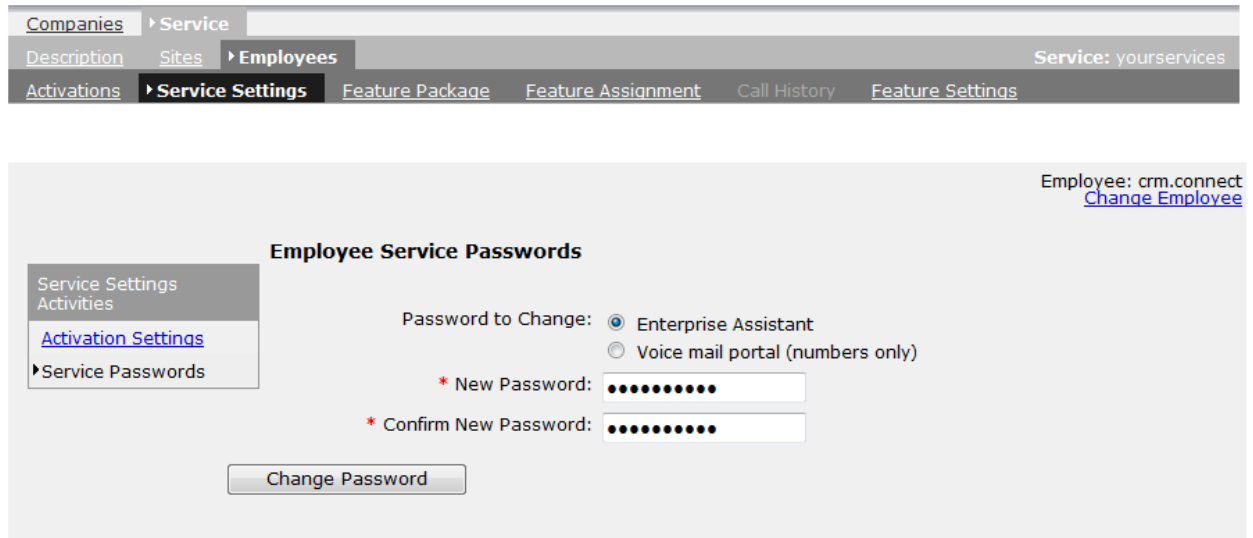 Companies Service
Description Sites Employees Service: yourservices
Activations Service Settings Feature Package Feature Assignment Call History Feature Settings
Employee: crm.connect
Change Employee
Employee Service Passwords
Service Settings
Activities
Activation Settings
Service Passwords
Password to Change: Enterprise Assistant
Voice mail portal (numbers only)
* New Password: ●●●●●●●●●●
* Confirm New Password: ●●●●●●●●●●
Change Password